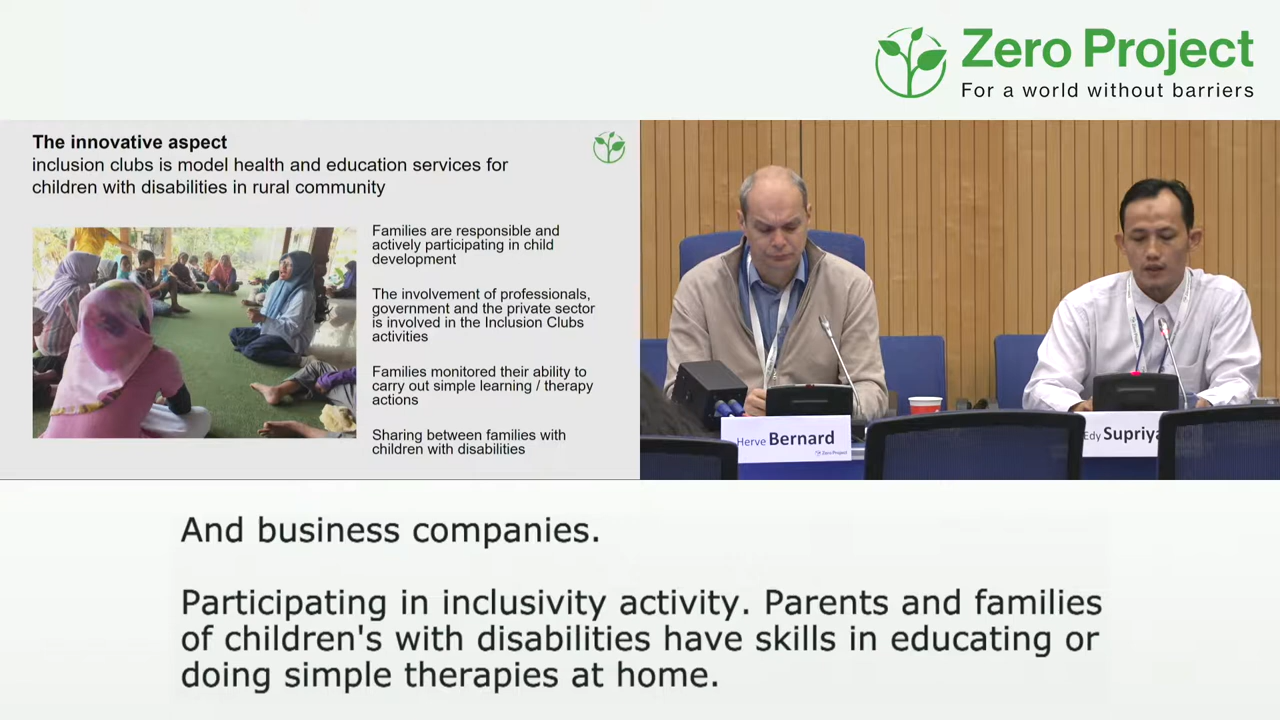 Zero Project
For a world without barriers
The innovative aspect
inclusion clubs is model health and education services for
children with disabilities in rural community
Families are responsible and
actively participating in child
development
The involvement of professionals,
government and the private sector
is involved in the Inclusion Clubs
activities
Families monitored their ability to
carry out simple learning / therapy
actions
Sharing between families with
children with disabilities
Herve Bernard
Zero Project
Edy
And business companies.
Participating in inclusivity activity. Parents and families
of children's with disabilities have skills in educating or
doing simple therapies at home.